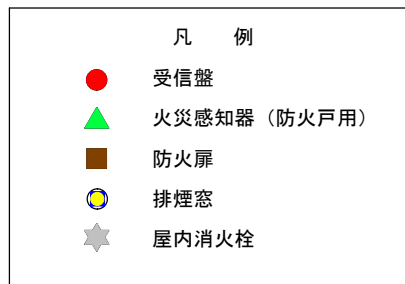 凡　　例
受信盤
火災感知器（防火戸用）
防火扉
排煙窓
屋内消火栓